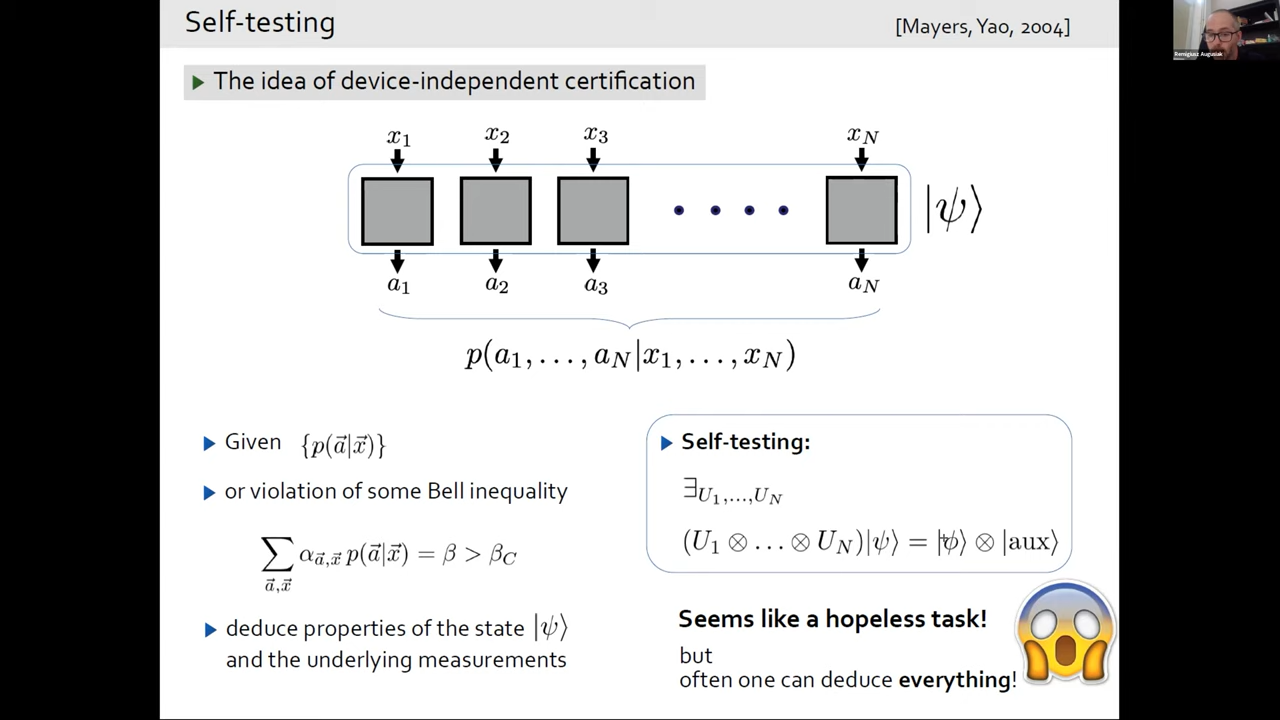 Self-testing
[Mayers, Yao, 2004]
Remigiusz Augusiak
The idea of device-independent certification
x₁ x₂ x₃ x_N
|ψ⟩
a₁ a₂ a₃ a_N
p(a₁, . . . , a_N|x₁, . . . , x_N)
Given {p(a⃗|x⃗)}
or violation of some Bell inequality
∑_{a⃗,x⃗} α_{a⃗,x⃗} p(a⃗|x⃗) = β > β_C
deduce properties of the state |ψ⟩
and the underlying measurements
Self-testing:
∃_{U₁,...,U_N}
(U₁ ⊗ . . . ⊗ U_N)|ψ⟩ = |ψ⟩ ⊗ |aux⟩
Seems like a hopeless task!
but
often one can deduce everything!